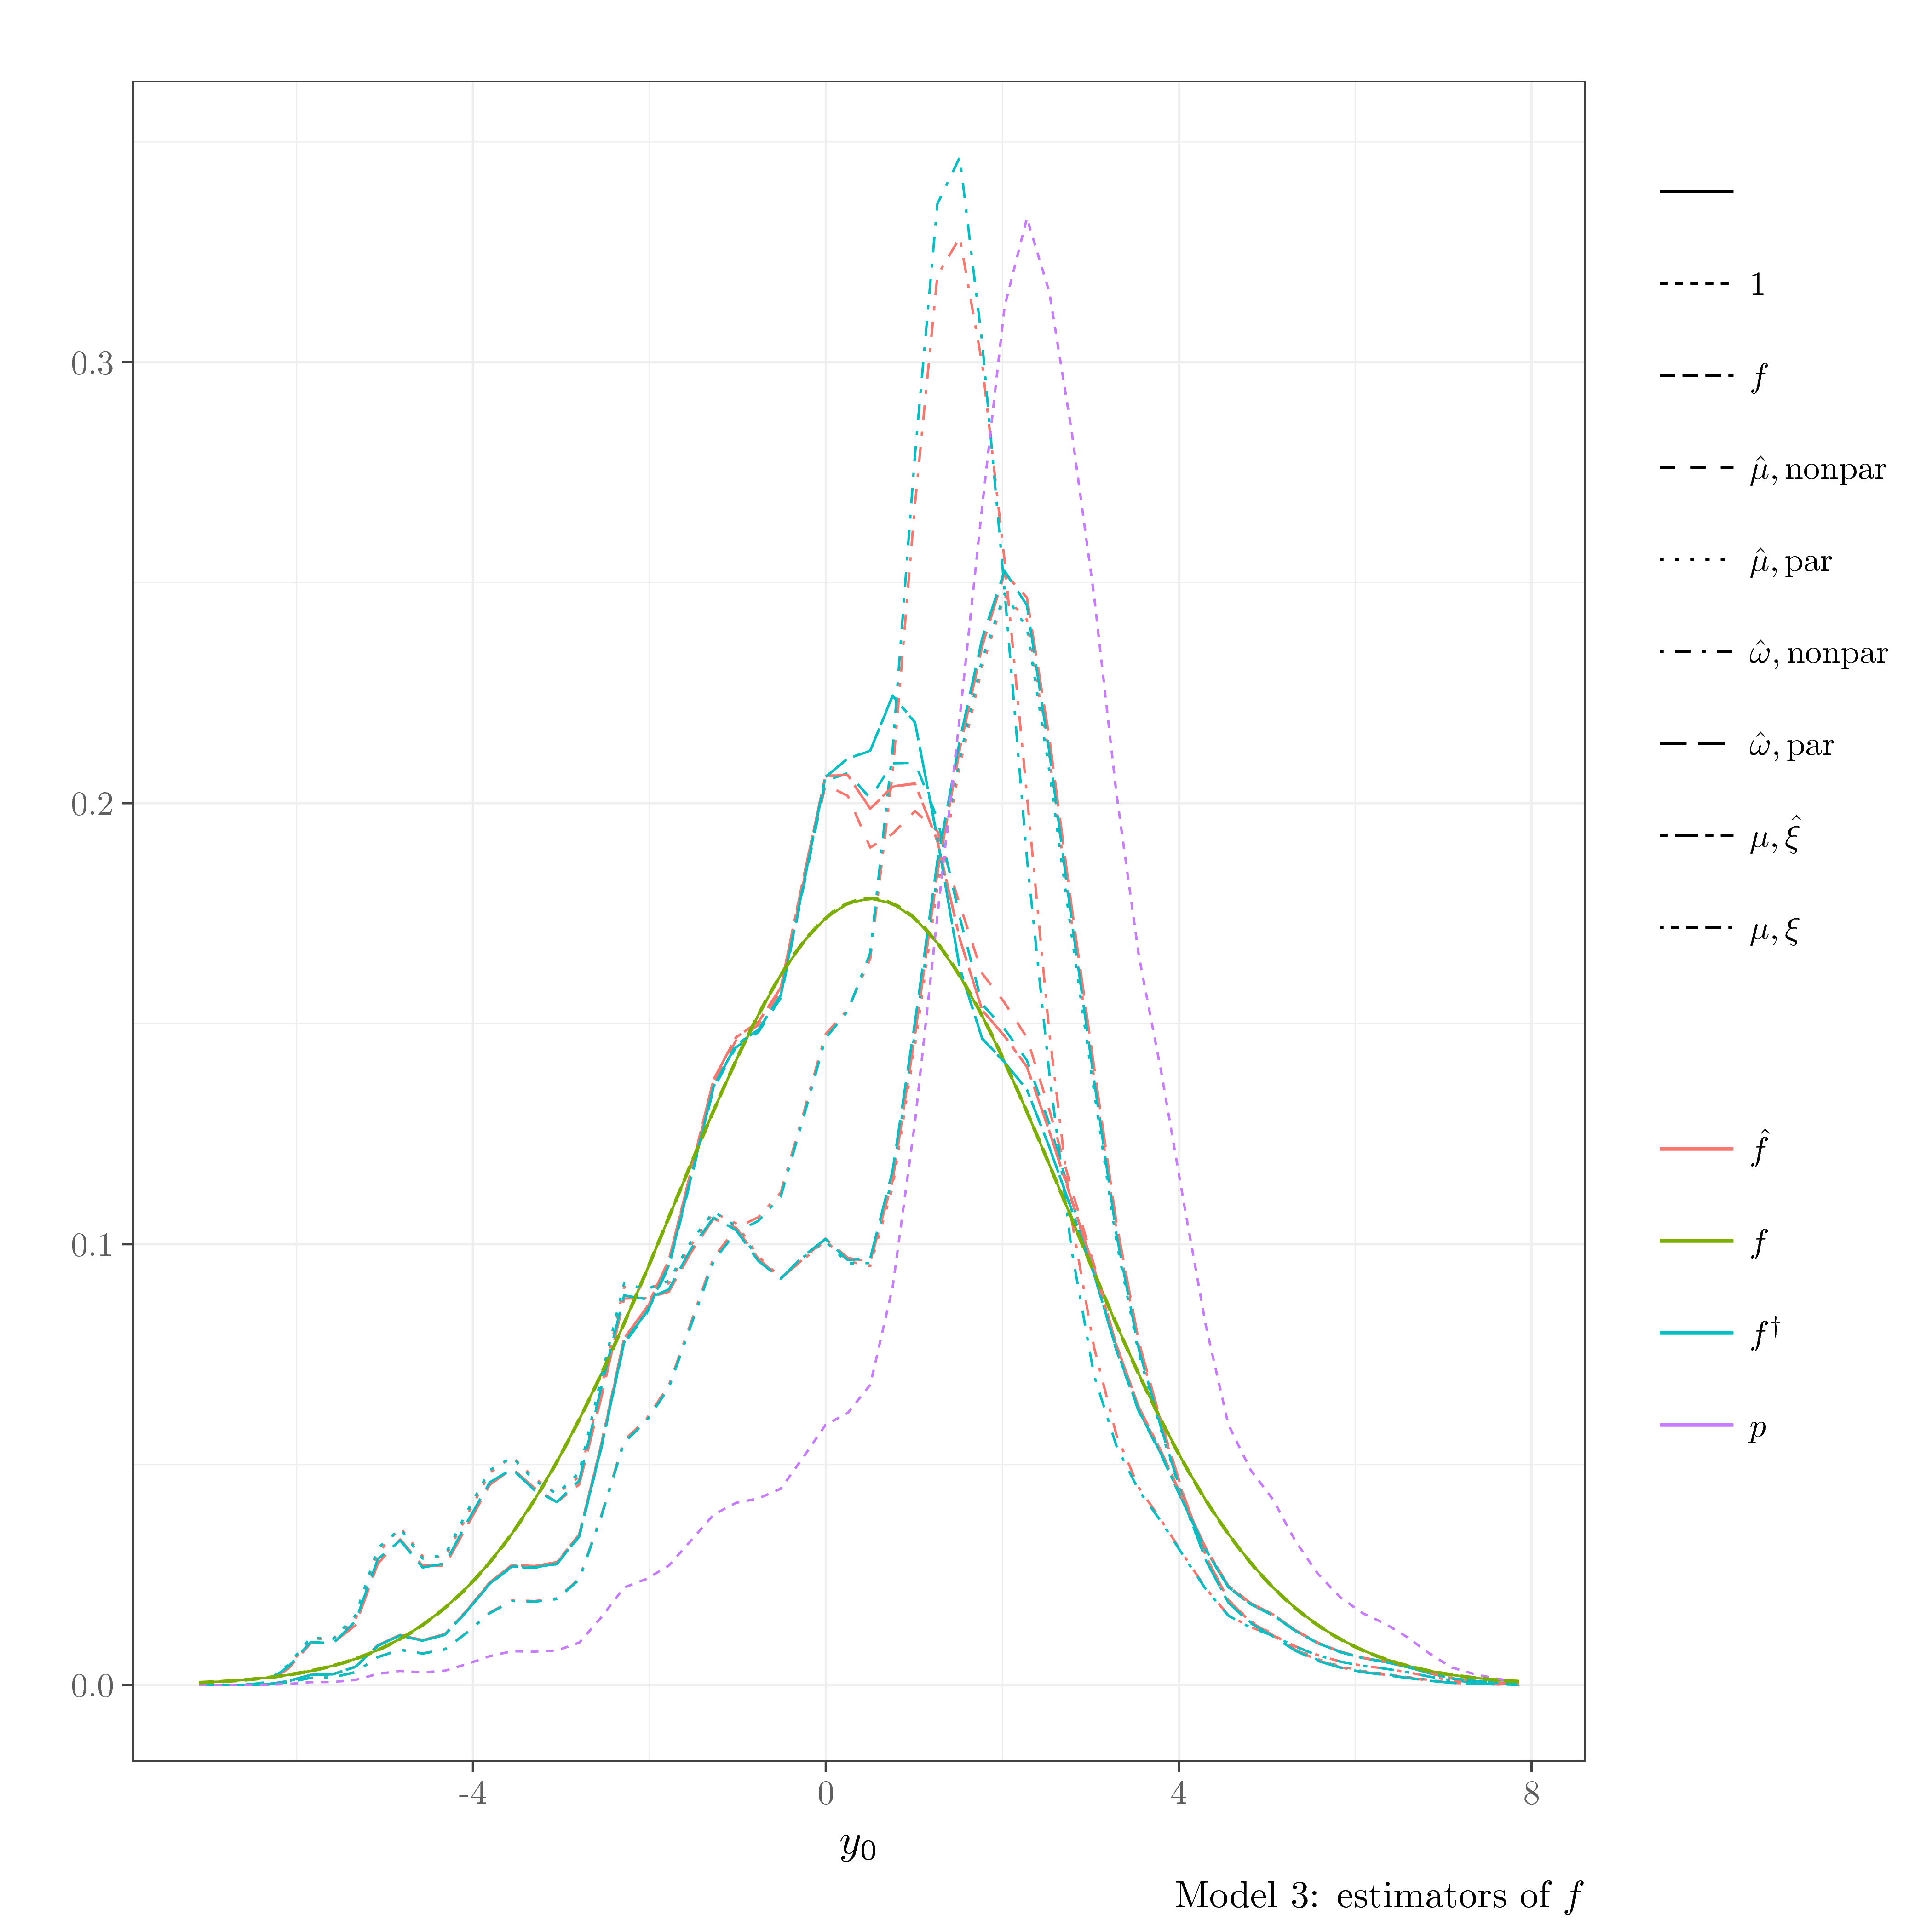 0.3
0.2
0.1
0.0
-4 0 4 8
y₀
Model 3: estimators of f
1
f
μ̂, nonpar
μ̂, par
ω̂, nonpar
ω̂, par
μ, ξ̂
μ, ξ
f̂
f
f†
p